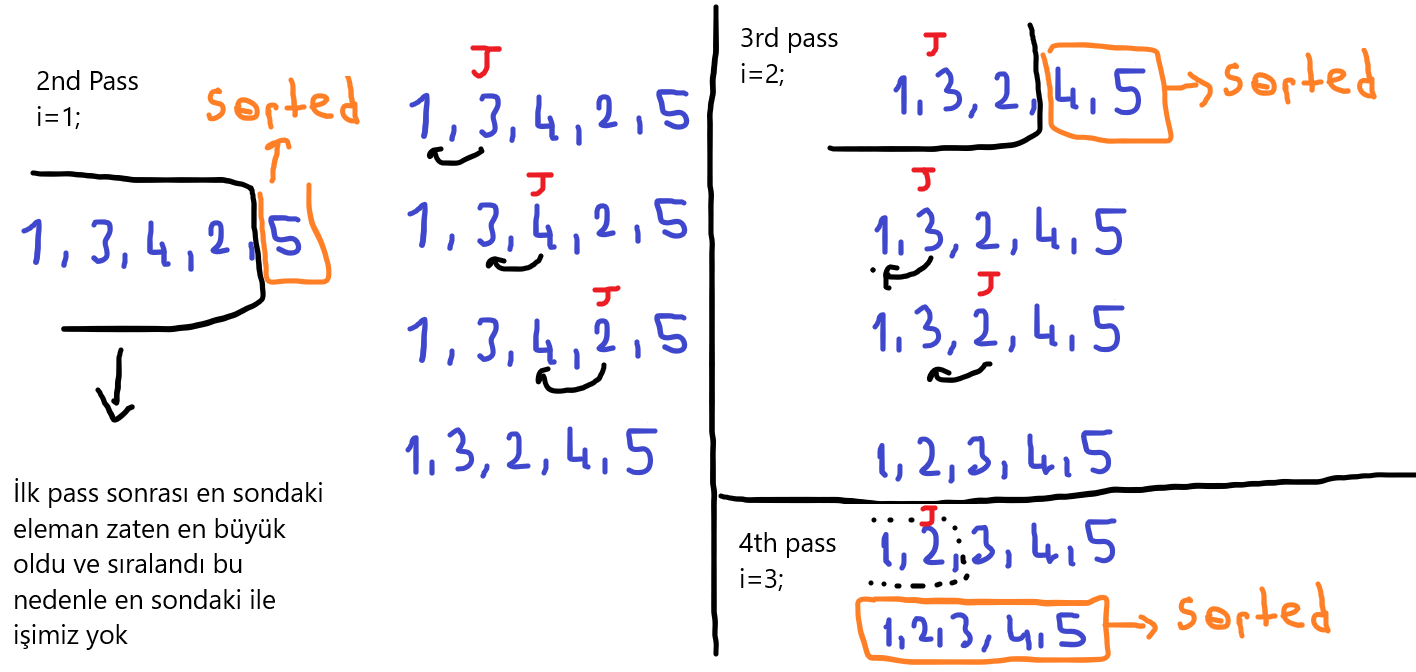 2nd Pass
i=1;
sorted
1, 3, 4, 2, 5
İlk pass sonrası en sondaki
eleman zaten en büyük
oldu ve sıralandı bu
nedenle en sondaki ile
işimiz yok
J
1, 3, 4, 2, 5
J
1, 3, 4, 2, 5
J
1, 3, 4, 2, 5
1, 3, 2, 4, 5
3rd pass
i=2;
J
1, 3, 2, 4, 5
sorted
J
1, 3, 2, 4, 5
J
1, 3, 2, 4, 5
1, 2, 3, 4, 5
4th pass
i=3;
J
1, 2, 3, 4, 5
1, 2, 3, 4, 5
sorted